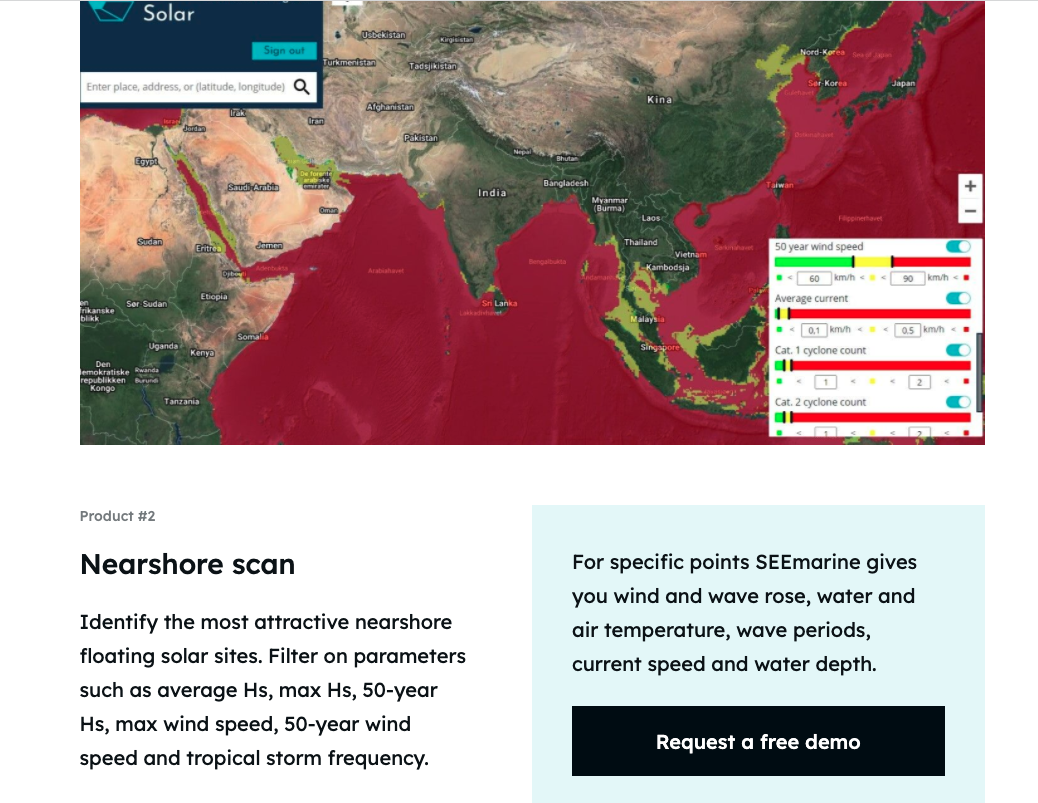 Solar
Sign out
Enter place, address, or (latitude, longitude)
Usbekistan
Kirgisistan
Turkmenistan
Tadsjikistan
Nord-Korea
Sør-Korea
Japan
Kina
Afghanistan
Irak
Iran
Israel
Jordan
Pakistan
Nepal
Bhutan
Egypt
De forente
arabiske
emirater
Saudi-Arabia
India
Bangladesh
Taiwan
Myanmar
(Burma)
Oman
Laos
Filippinerhavet
Sudan
Eritrea
Jemen
Thailand
Vietnam
Adenbukta
Djibouti
Arabiahavet
Bengalbukta
Kambodsja
Etiopia
Sør-Sudan
Sri Lanka
Lakkadivhavet
Malaysia
Somalia
Singapore
Uganda
Kenya
Den
Rwanda
Burundi
Kongo
Tanzania
+
−
50 year wind speed
< 60 km/h < < 90 km/h <
Average current
< 0,1 km/h < < 0.5 km/h <
Cat. 1 cyclone count
< 1 < < 2 <
Cat. 2 cyclone count
< 1 < < 2 <
Product #2
Nearshore scan
Identify the most attractive nearshore
floating solar sites. Filter on parameters
such as average Hs, max Hs, 50-year
Hs, max wind speed, 50-year wind
speed and tropical storm frequency.
For specific points SEEmarine gives
you wind and wave rose, water and
air temperature, wave periods,
current speed and water depth.
Request a free demo